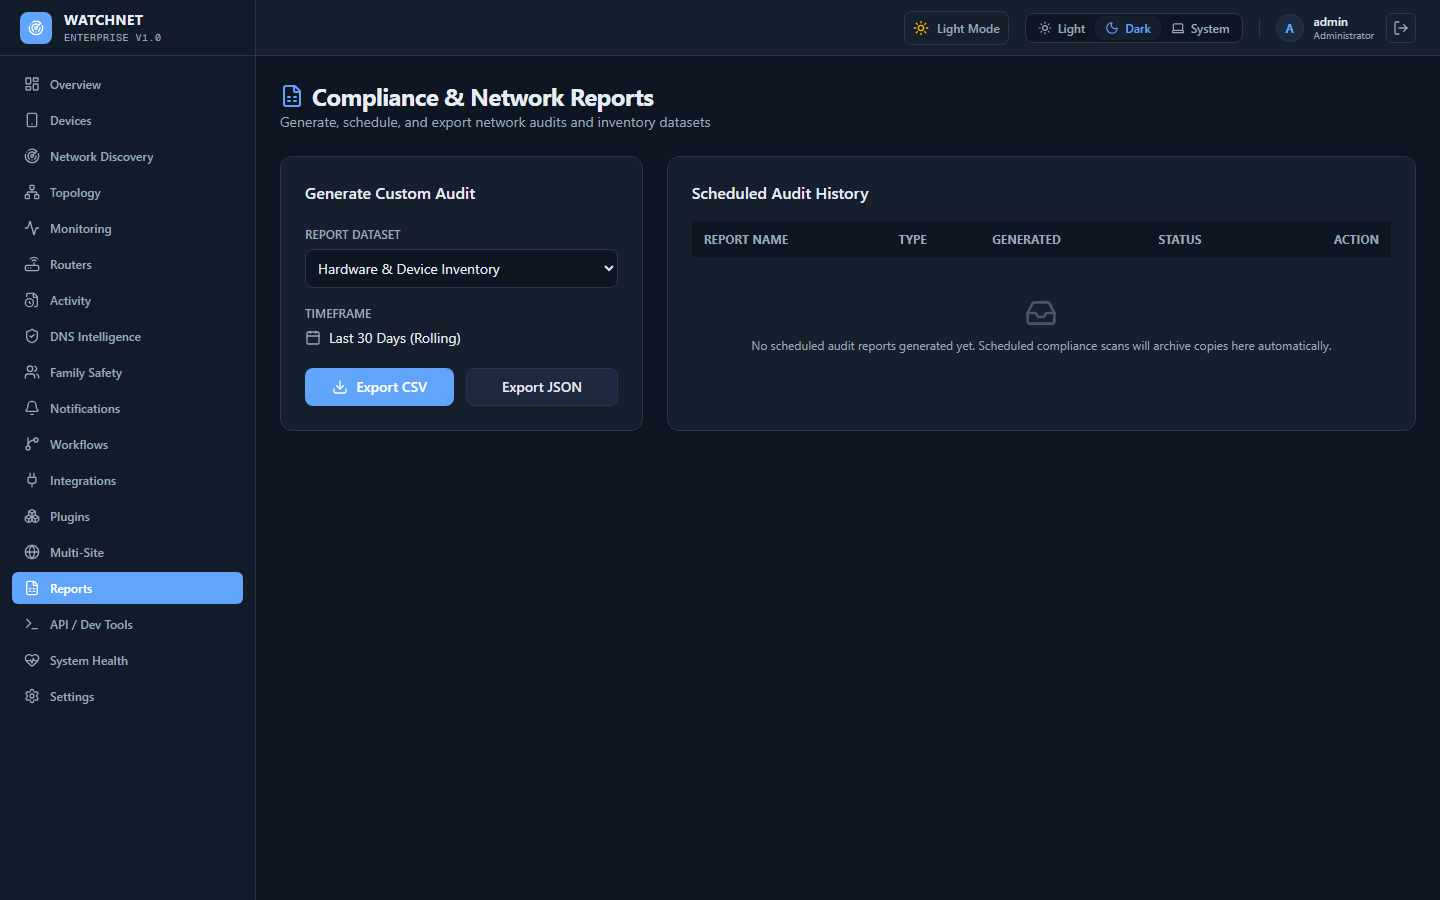 WATCHNET
ENTERPRISE V1.0
Light Mode
Light
Dark
System
A
admin
Administrator
Overview
Devices
Network Discovery
Topology
Monitoring
Routers
Activity
DNS Intelligence
Family Safety
Notifications
Workflows
Integrations
Plugins
Multi-Site
Reports
API / Dev Tools
System Health
Settings
Compliance & Network Reports
Generate, schedule, and export network audits and inventory datasets
Generate Custom Audit
REPORT DATASET
Hardware & Device Inventory
TIMEFRAME
Last 30 Days (Rolling)
Export CSV
Export JSON
Scheduled Audit History
REPORT NAME TYPE GENERATED STATUS ACTION
No scheduled audit reports generated yet. Scheduled compliance scans will archive copies here automatically.